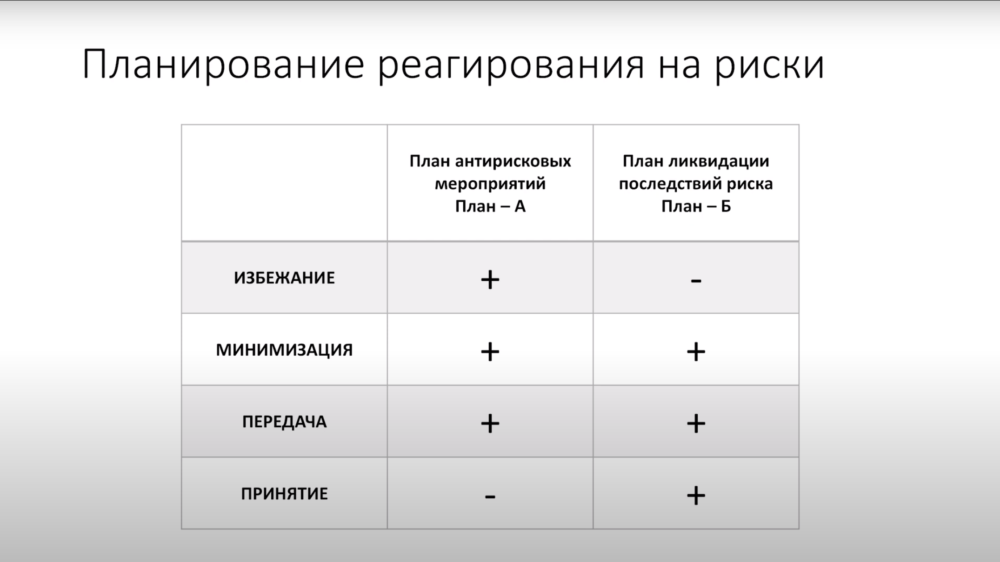 Планирование реагирования на риски
План антирисковых
мероприятий
План – А
План ликвидации
последствий риска
План – Б
ИЗБЕЖАНИЕ + -
МИНИМИЗАЦИЯ + +
ПЕРЕДАЧА + +
ПРИНЯТИЕ - +